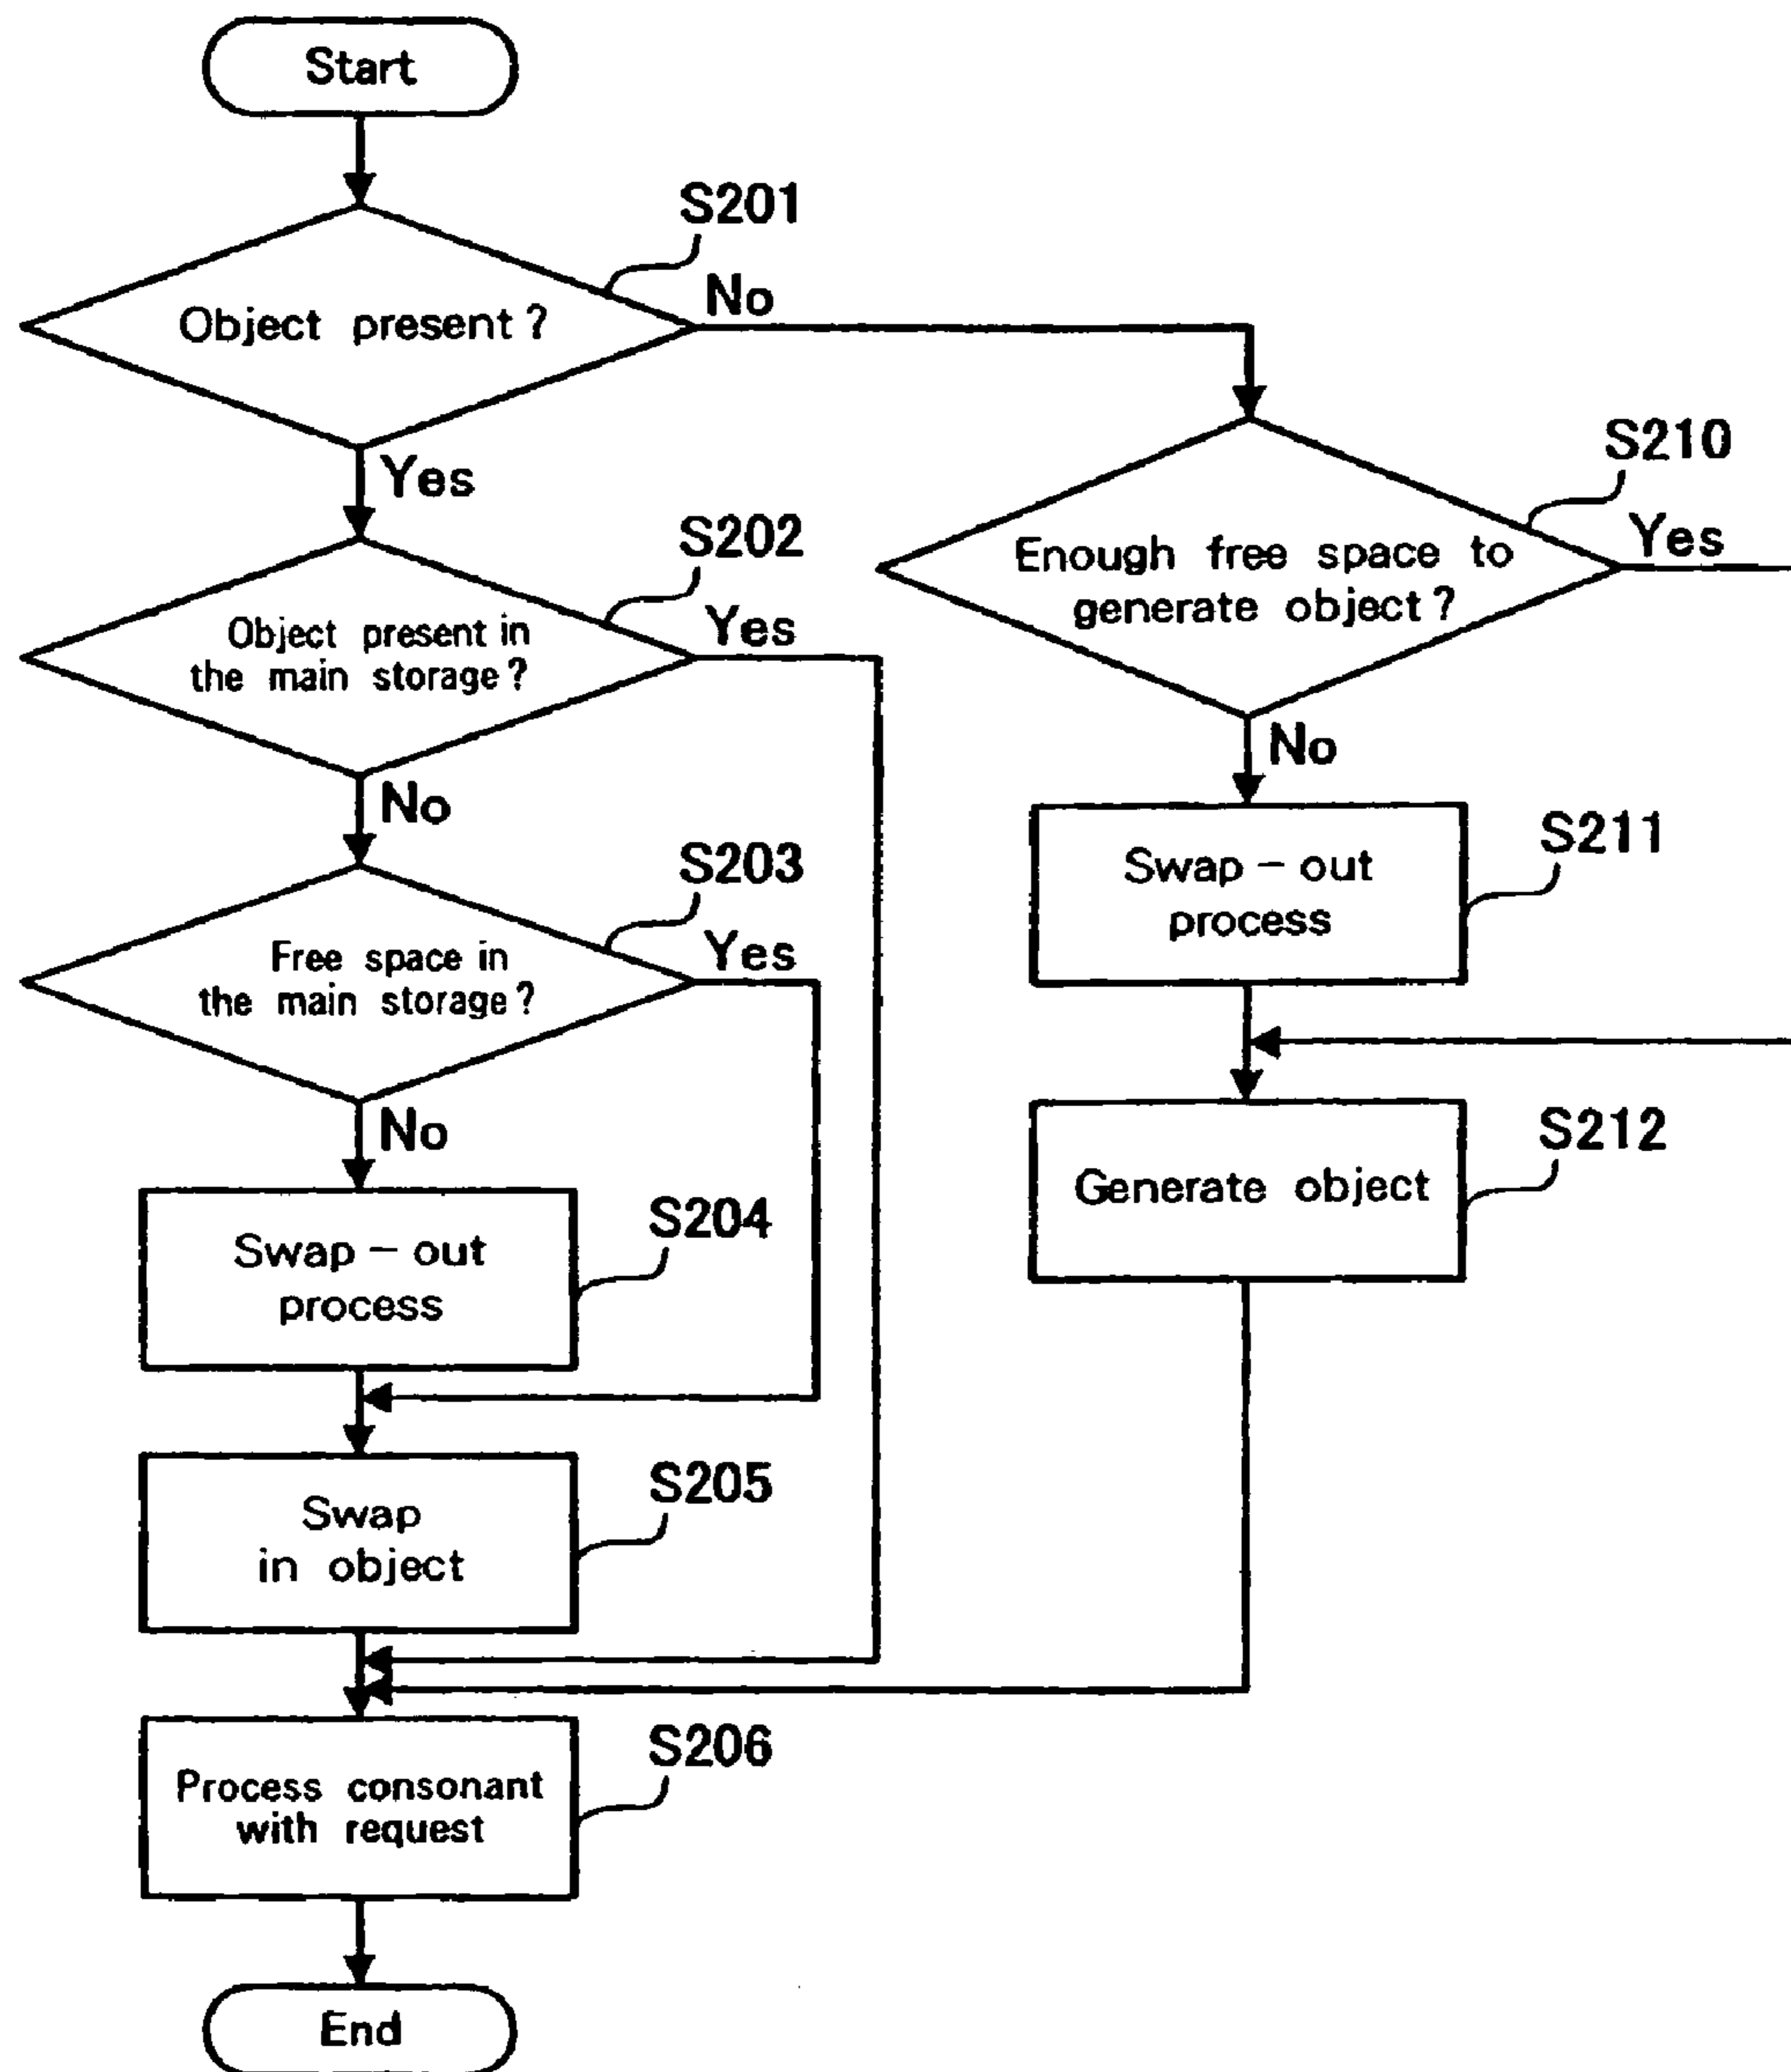 Start
S201
Object present?
No
Yes
S210
Enough free space to
generate object?
Yes
No
S202
Object present in
the main storage?
Yes
No
S203
Free space in
the main storage?
Yes
No
S211
Swap-out
process
S212
Generate object
S204
Swap-out
process
S205
Swap
in object
S206
Process consonant
with request
End